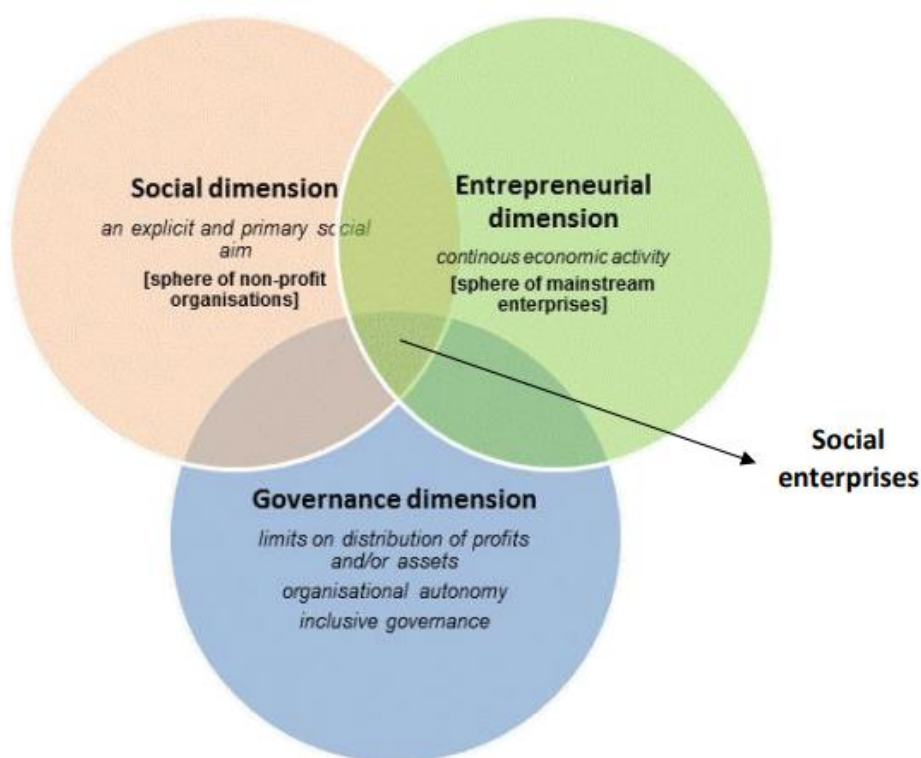 Social dimension
an explicit and primary social
aim
[sphere of non-profit
organisations]
Entrepreneurial
dimension
continous economic activity
[sphere of mainstream
enterprises]
Social
enterprises
Governance dimension
limits on distribution of profits
and/or assets
organisational autonomy
inclusive governance